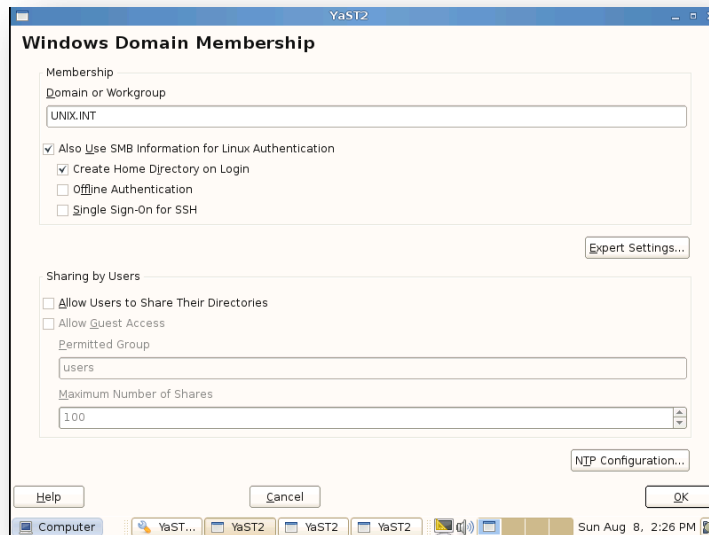 YaST2
Windows Domain Membership
Membership
Domain or Workgroup
UNIX.INT
Also Use SMB Information for Linux Authentication
Create Home Directory on Login
Offline Authentication
Single Sign-On for SSH
Expert Settings...
Sharing by Users
Allow Users to Share Their Directories
Allow Guest Access
Permitted Group
users
Maximum Number of Shares
100
NTP Configuration...
Help Cancel OK
Computer YaST... YaST2 YaST2 YaST2 Sun Aug 8, 2:26 PM